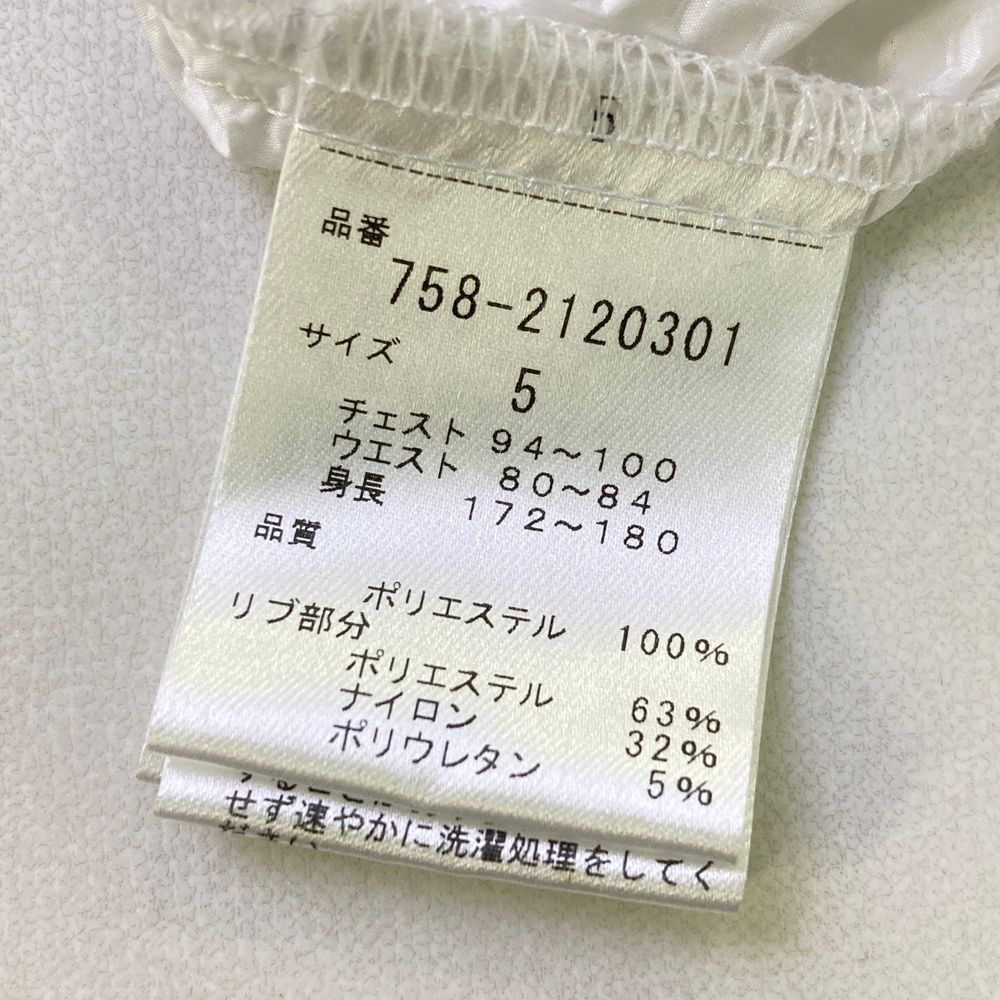 品番
758-2120301
サイズ
5
チェスト 94～100
ウエスト 80～84
身長 172～180
品質
ポリエステル 100%
リブ部分
ポリエステル 63%
ナイロン 32%
ポリウレタン 5%
せず速やかに洗濯処理をしてく